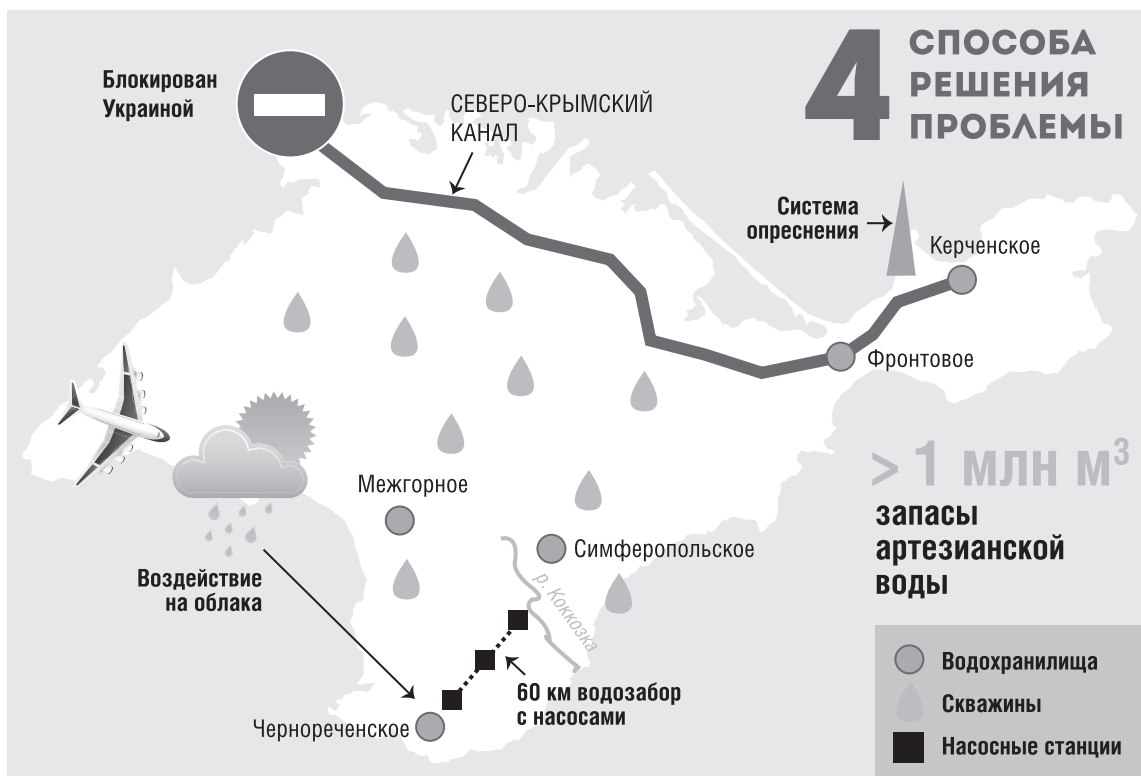 4 СПОСОБА
РЕШЕНИЯ
ПРОБЛЕМЫ
Блокирован
Украиной
СЕВЕРО-КРЫМСКИЙ
КАНАЛ
Система
опреснения
Керченское
Фронтовое
> 1 млн м³
запасы
артезианской
воды
Межгорное
Симферопольское
р. Коккозка
Воздействие
на облака
60 км водозабор
с насосами
Чернореченское
Водохранилища
Скважины
Насосные станции